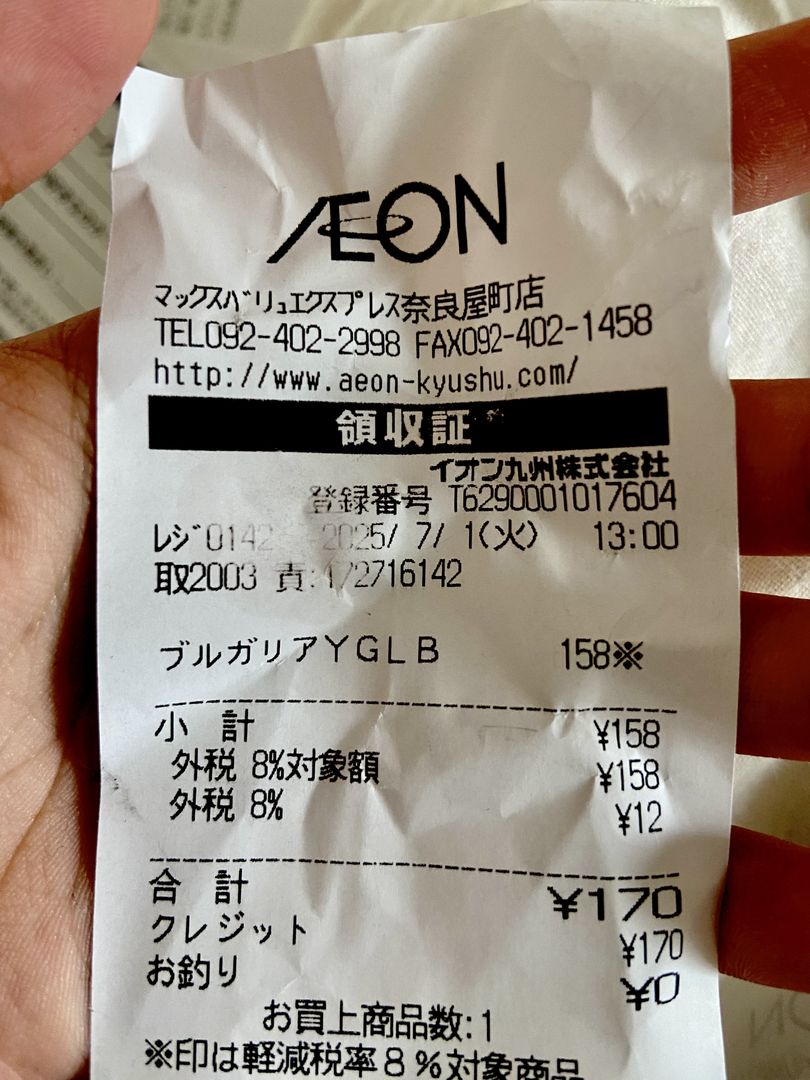 ÆON
マックスバリュエクスプレス奈良屋町店
TEL092-402-2998 FAX092-402-1458
http://www.aeon-kyushu.com/
領収証
イオン九州株式会社
登録番号 T6290001017604
レジ0142 2025/ 7/ 1(火) 13:00
取2003 責:172716142
ブルガリアYGLB 158※
小 計 ¥158
外税 8%対象額 ¥158
外税 8% ¥12
合 計 ¥170
クレジット ¥170
お釣り ¥0
お買上商品数:1
※印は軽減税率8%対象商品